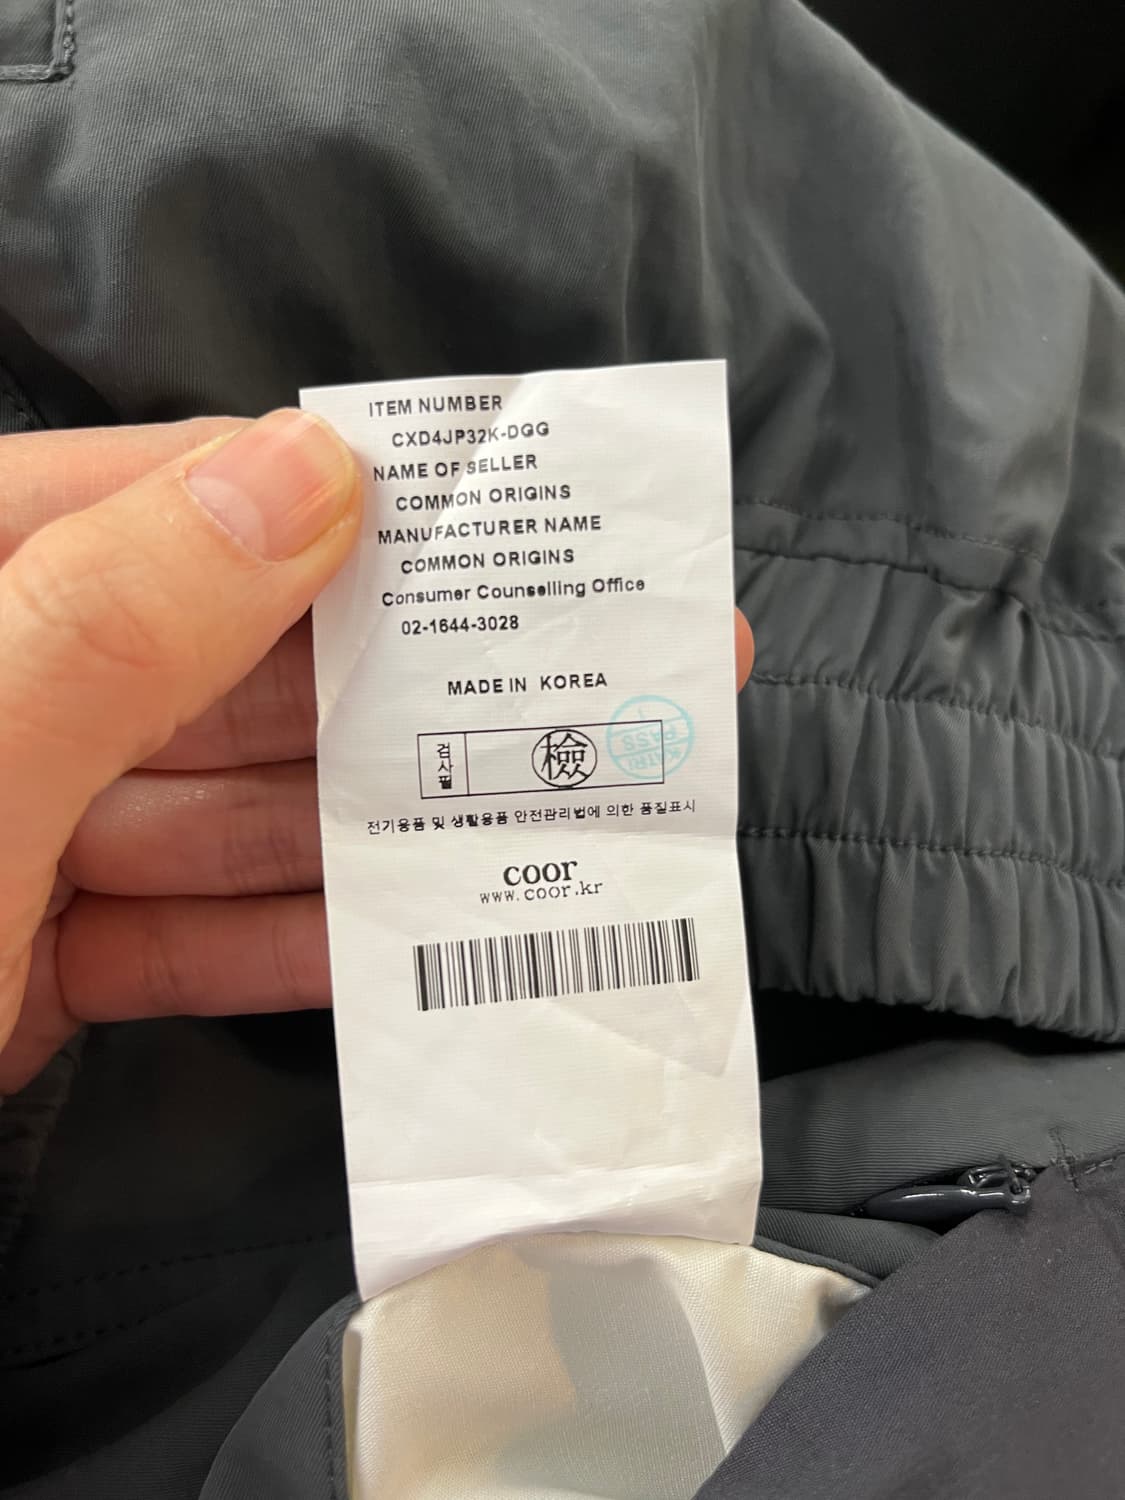 ITEM NUMBER
CXD4JP32K-DGG
NAME OF SELLER
COMMON ORIGINS
MANUFACTURER NAME
COMMON ORIGINS
Consumer Counselling Office
02-1644-3028
MADE IN KOREA
검사필
檢
PASS
KATRI
전기용품 및 생활용품 안전관리법에 의한 품질표시
coor
www.coor.kr